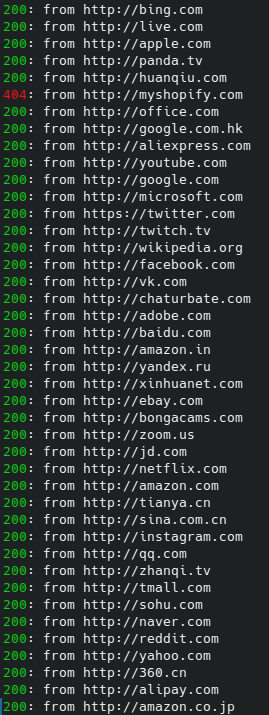 200: from http://bing.com
200: from http://live.com
200: from http://apple.com
200: from http://panda.tv
200: from http://huanqiu.com
404: from http://myshopify.com
200: from http://office.com
200: from http://google.com.hk
200: from http://aliexpress.com
200: from http://youtube.com
200: from http://google.com
200: from http://microsoft.com
200: from https://twitter.com
200: from http://twitch.tv
200: from http://wikipedia.org
200: from http://facebook.com
200: from http://vk.com
200: from http://chaturbate.com
200: from http://adobe.com
200: from http://baidu.com
200: from http://amazon.in
200: from http://yandex.ru
200: from http://xinhuanet.com
200: from http://ebay.com
200: from http://bongacams.com
200: from http://zoom.us
200: from http://jd.com
200: from http://netflix.com
200: from http://amazon.com
200: from http://tianya.cn
200: from http://sina.com.cn
200: from http://instagram.com
200: from http://qq.com
200: from http://zhanqi.tv
200: from http://tmall.com
200: from http://sohu.com
200: from http://naver.com
200: from http://reddit.com
200: from http://yahoo.com
200: from http://360.cn
200: from http://alipay.com
200: from http://amazon.co.jp